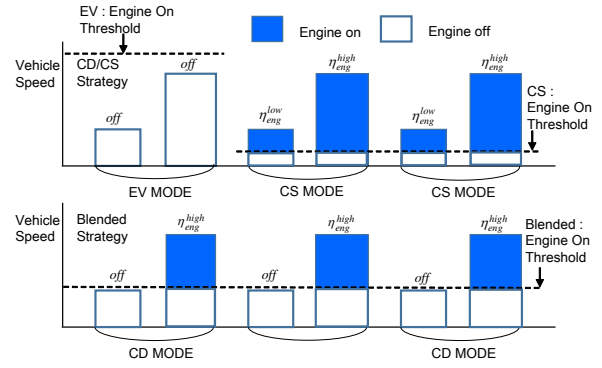 EV : Engine On
Threshold
Engine on
Engine off
Vehicle
Speed
CD/CS
Strategy
off
off
η_eng^low
η_eng^high
η_eng^low
η_eng^high
CS :
Engine On
Threshold
EV MODE
CS MODE
CS MODE
Vehicle
Speed
Blended
Strategy
off
η_eng^high
off
η_eng^high
off
η_eng^high
Blended :
Engine On
Threshold
CD MODE
CD MODE